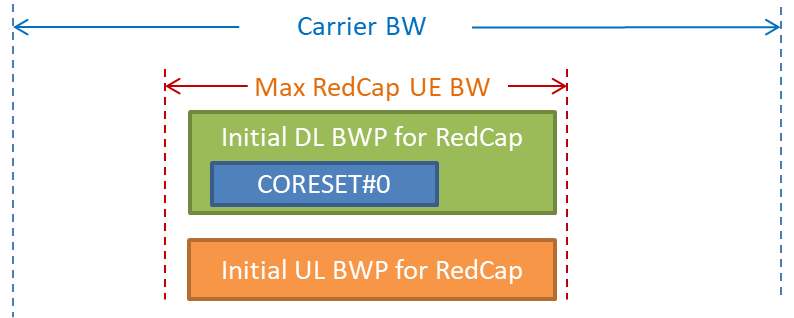 Carrier BW
Max RedCap UE BW
Initial DL BWP for RedCap
CORESET#0
Initial UL BWP for RedCap